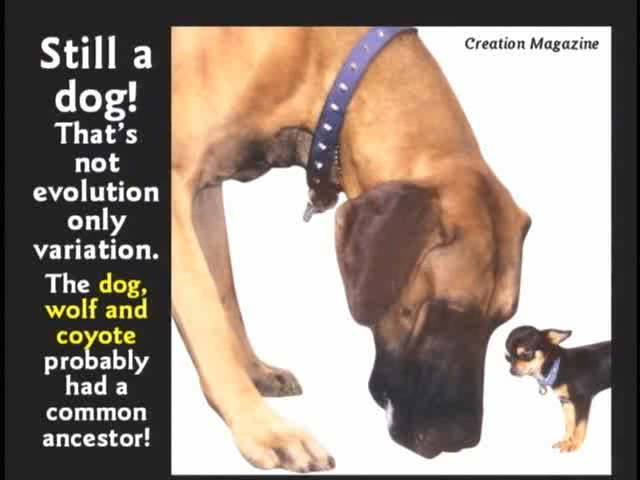 Still a
dog!
That's
not
evolution
only
variation.
The dog,
wolf and
coyote
probably
had a
common
ancestor!
Creation Magazine